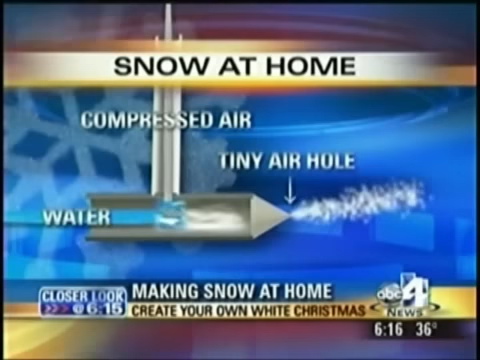 SNOW AT HOME
COMPRESSED AIR
TINY AIR HOLE
WATER
CLOSER LOOK
>>> @ 6:15
MAKING SNOW AT HOME
CREATE YOUR OWN WHITE CHRISTMAS
abc 4
NEWS
6:16 36°